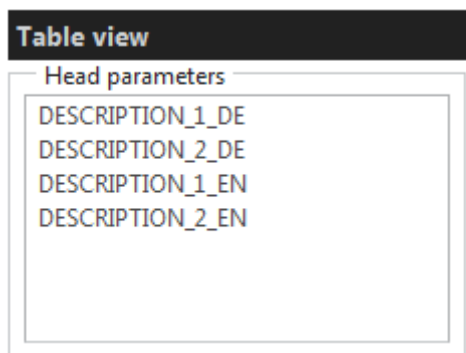 Table view
Head parameters
DESCRIPTION_1_DE
DESCRIPTION_2_DE
DESCRIPTION_1_EN
DESCRIPTION_2_EN